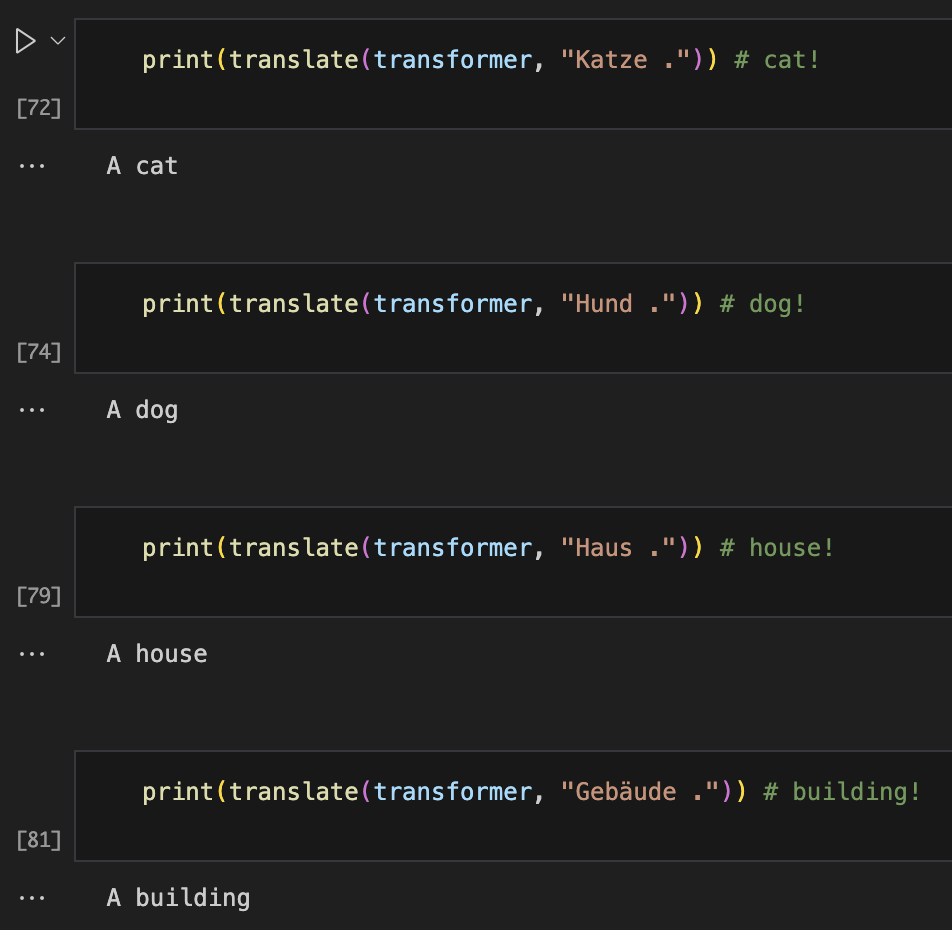 print(translate(transformer, "Katze .")) # cat!
[72]
... A cat
print(translate(transformer, "Hund .")) # dog!
[74]
... A dog
print(translate(transformer, "Haus .")) # house!
[79]
... A house
print(translate(transformer, "Gebäude .")) # building!
[81]
... A building